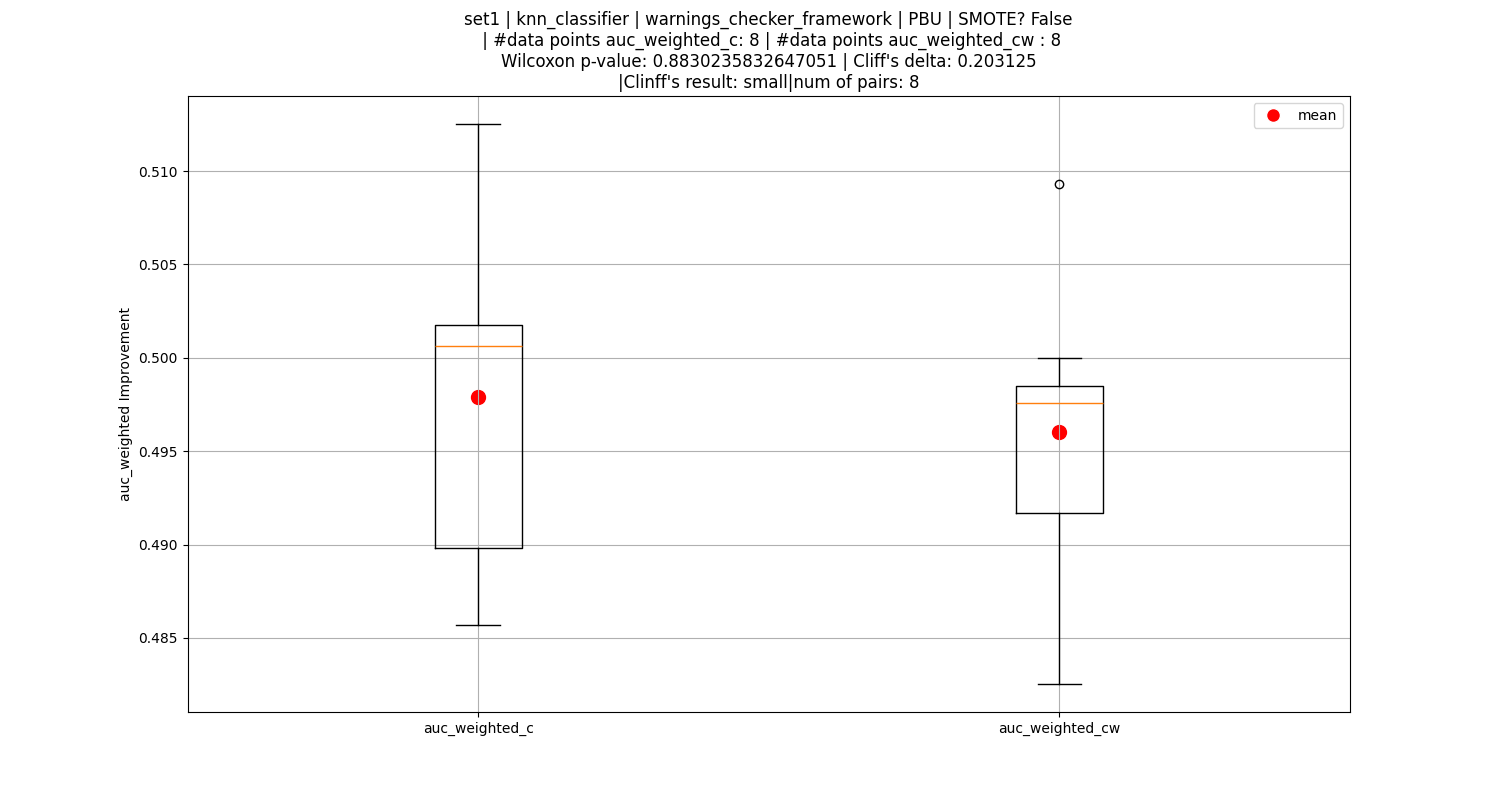 set1 | knn_classifier | warnings_checker_framework | PBU | SMOTE? False
| #data points auc_weighted_c: 8 | #data points auc_weighted_cw : 8
Wilcoxon p-value: 0.8830235832647051 | Cliff's delta: 0.203125
|Clinff's result: small|num of pairs: 8
mean
0.510
0.505
0.500
0.495
0.490
0.485
auc_weighted Improvement
auc_weighted_c
auc_weighted_cw